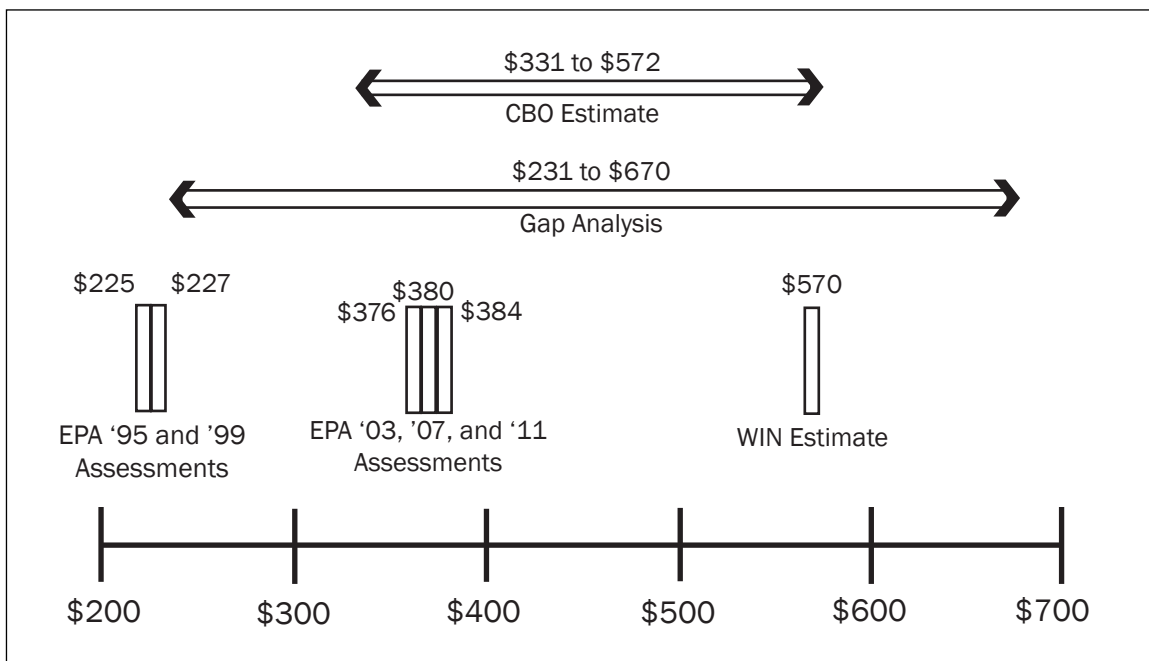 $331 to $572
CBO Estimate
$231 to $670
Gap Analysis
$225 $227
$376 $380 $384
$570
EPA ‘95 and ’99
Assessments
EPA ‘03, ’07, and ‘11
Assessments
WIN Estimate
$200 $300 $400 $500 $600 $700